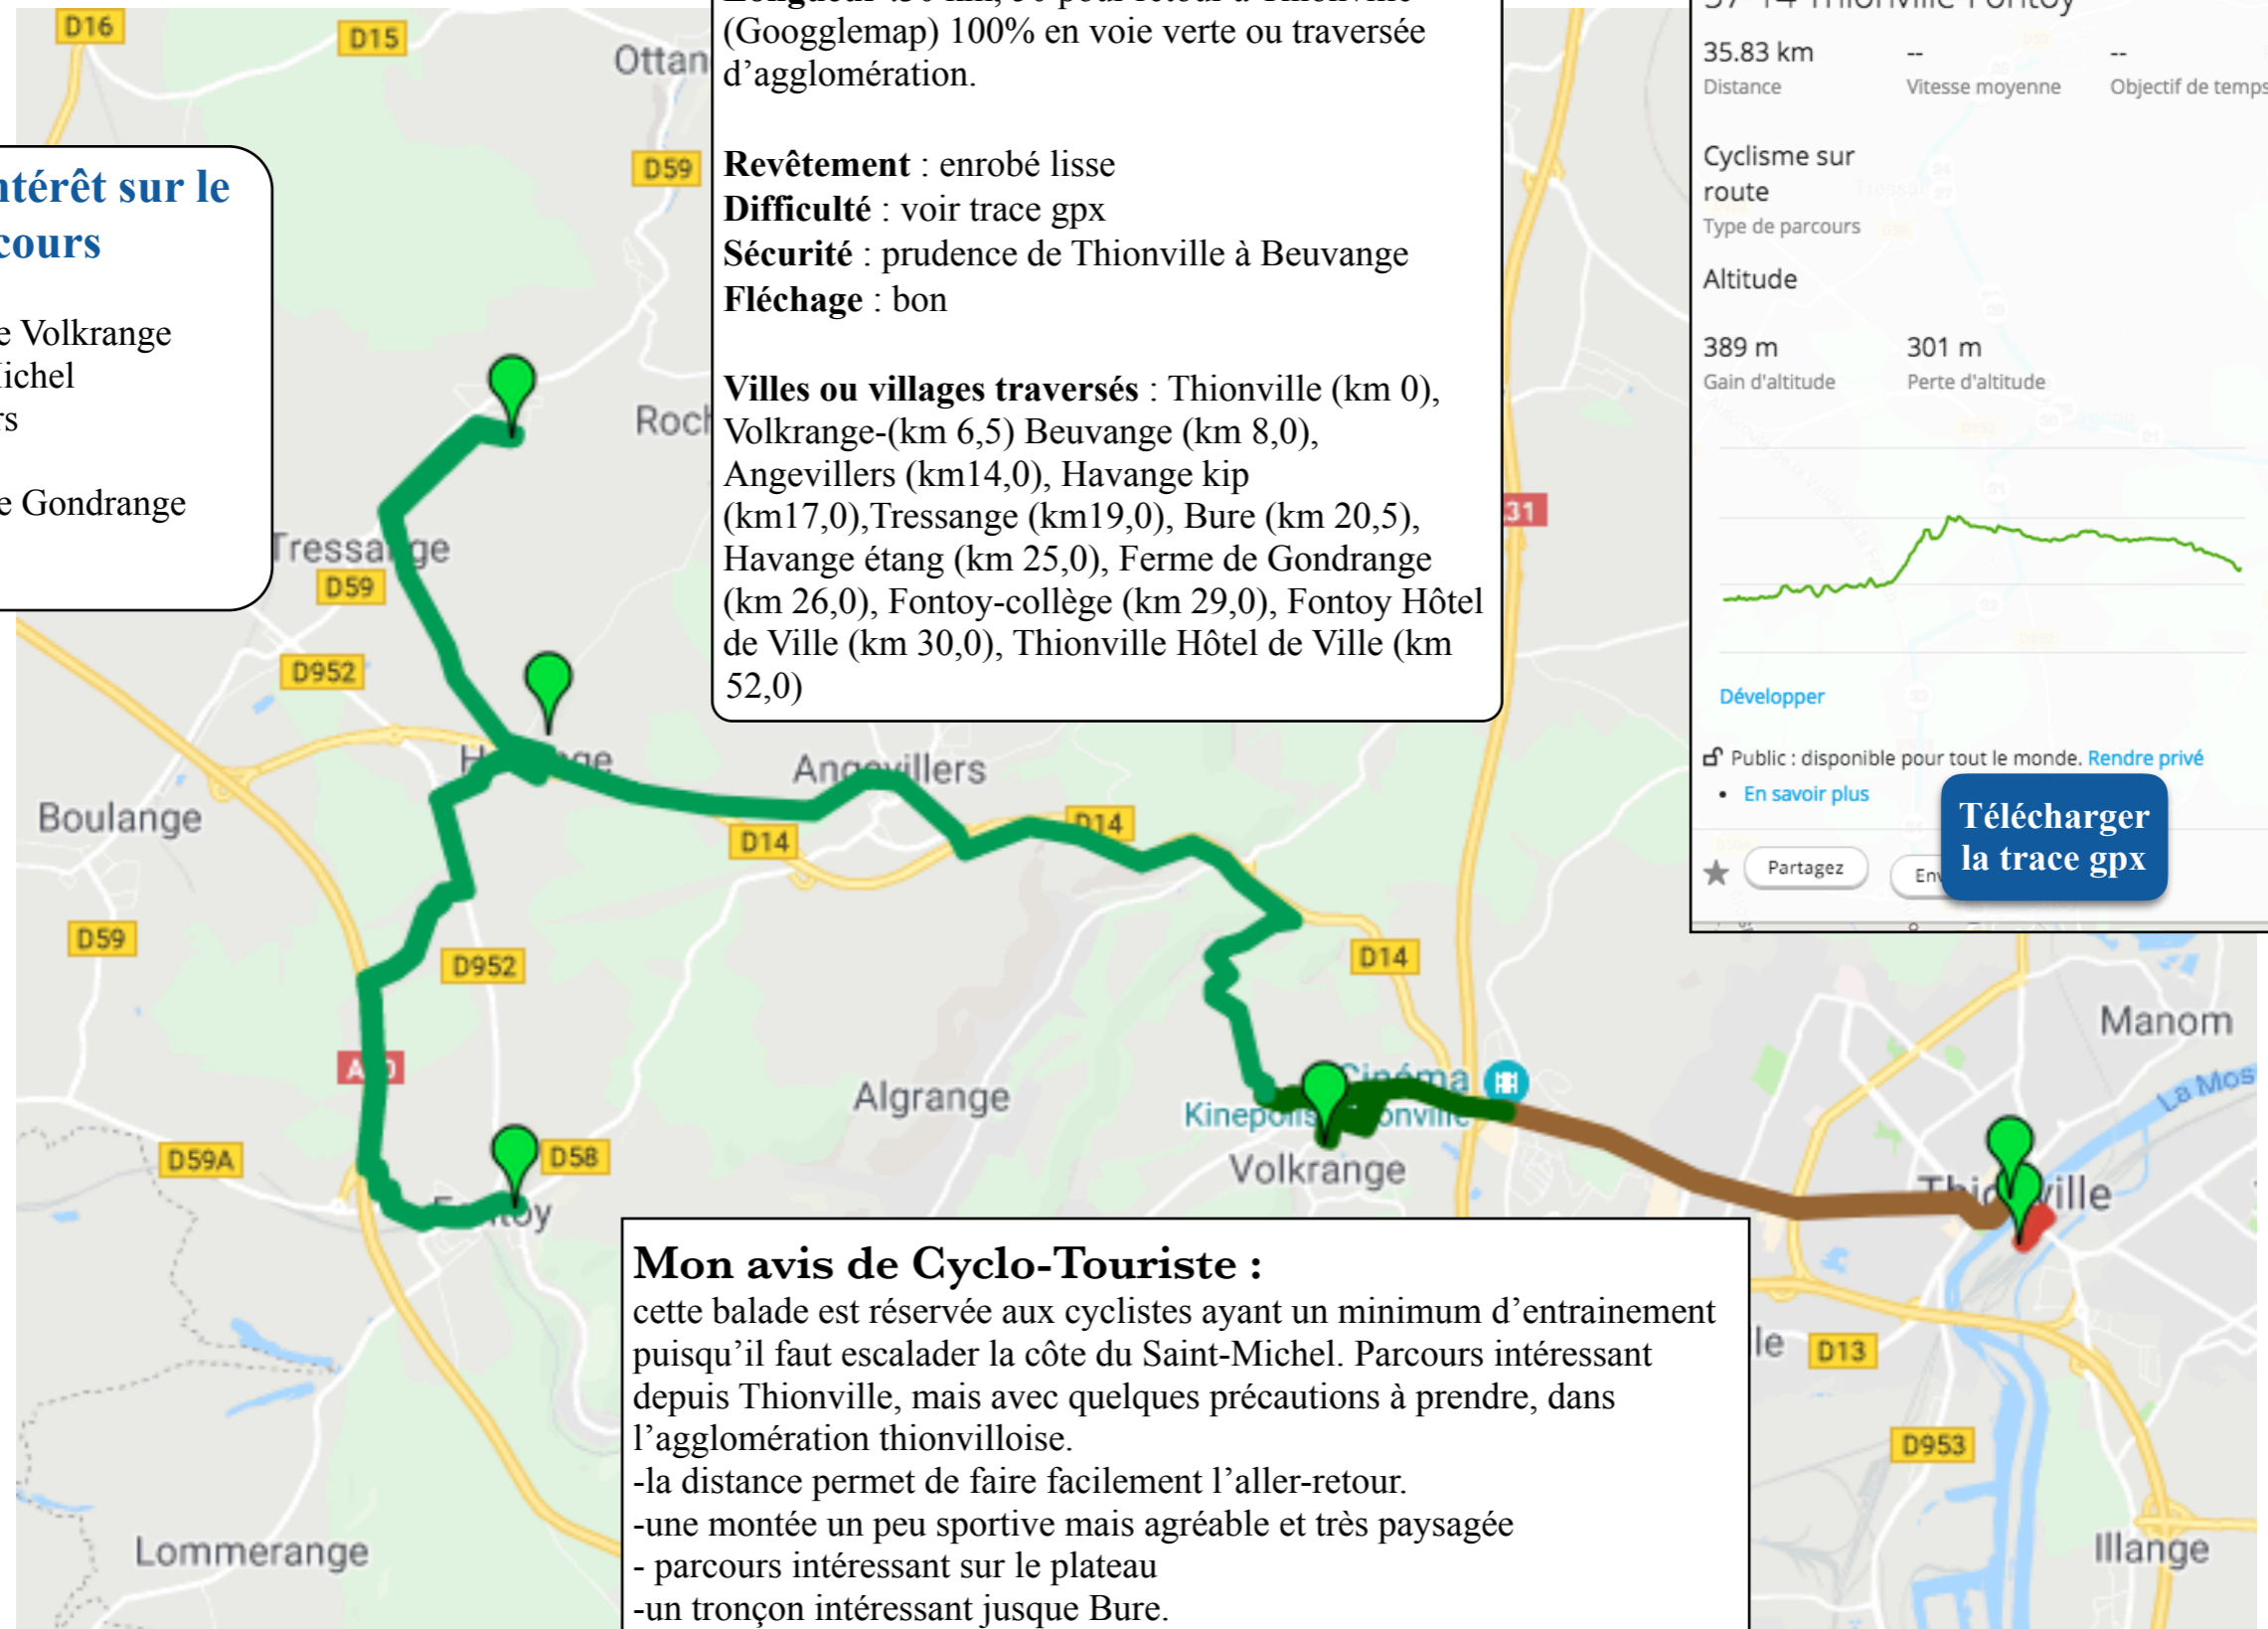 (Googglemap) 100% en voie verte ou traversée
d’agglomération.
Revêtement : enrobé lisse
Difficulté : voir trace gpx
Sécurité : prudence de Thionville à Beuvange
Fléchage : bon
Villes ou villages traversés : Thionville (km 0),
Volkrange-(km 6,5) Beuvange (km 8,0),
Angevillers (km14,0), Havange kip
(km17,0),Tressange (km19,0), Bure (km 20,5),
Havange étang (km 25,0), Ferme de Gondrange
(km 26,0), Fontoy-collège (km 29,0), Fontoy Hôtel
de Ville (km 30,0), Thionville Hôtel de Ville (km
52,0)
ntérêt sur le
cours
e Volkrange
ichel
rs
e Gondrange
35.83 km
--
--
Distance
Vitesse moyenne
Objectif de temps
Cyclisme sur
route
Type de parcours
Altitude
389 m
301 m
Gain d'altitude
Perte d'altitude
Développer
Public : disponible pour tout le monde. Rendre privé
• En savoir plus
Partagez
Env
Télécharger
la trace gpx
D16
D15
Ottan
D59
Roch
Tressange
D59
D952
31
Angevillers
Boulange
D14
D14
D59
D952
D14
Manom
A30
Algrange
Cinéma
Kinepolis Thionville
La Mos
D59A
D58
Volkrange
Thionville
Fontoy
le
D13
D953
Lommerange
Illange
Mon avis de Cyclo-Touriste :
cette balade est réservée aux cyclistes ayant un minimum d’entrainement
puisqu’il faut escalader la côte du Saint-Michel. Parcours intéressant
depuis Thionville, mais avec quelques précautions à prendre, dans
l’agglomération thionvilloise.
-la distance permet de faire facilement l’aller-retour.
-une montée un peu sportive mais agréable et très paysagée
- parcours intéressant sur le plateau
-un tronçon intéressant jusque Bure.